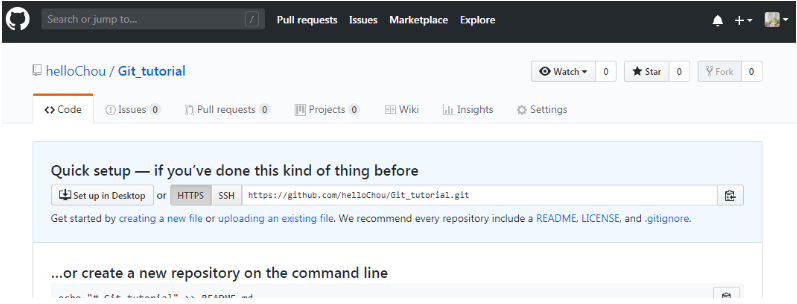 Search or jump to... / Pull requests Issues Marketplace Explore
helloChou / Git_tutorial Watch 0 Star 0 Fork 0
Code Issues 0 Pull requests 0 Projects 0 Wiki Insights Settings
Quick setup — if you’ve done this kind of thing before
Set up in Desktop or HTTPS SSH https://github.com/helloChou/Git_tutorial.git
Get started by creating a new file or uploading an existing file. We recommend every repository include a README, LICENSE, and .gitignore.
…or create a new repository on the command line
echo "# Git_tutorial" >> README.md